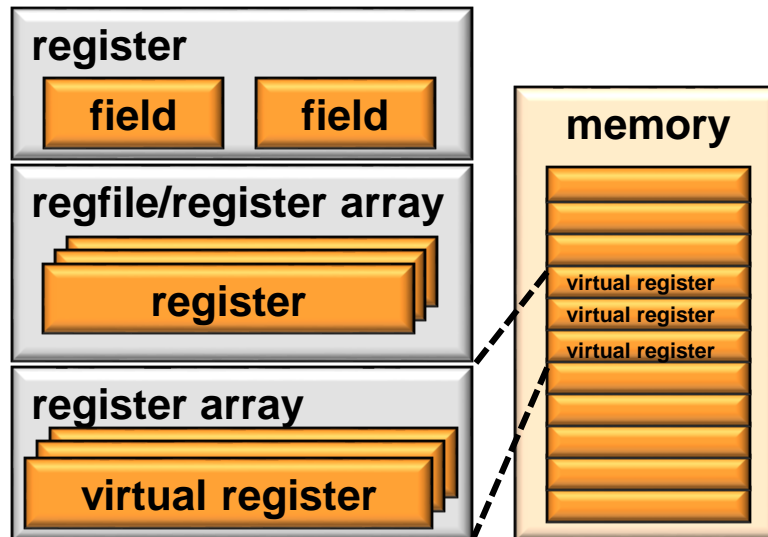 register
field field
regfile/register array
register
register array
virtual register
memory
virtual register
virtual register
virtual register